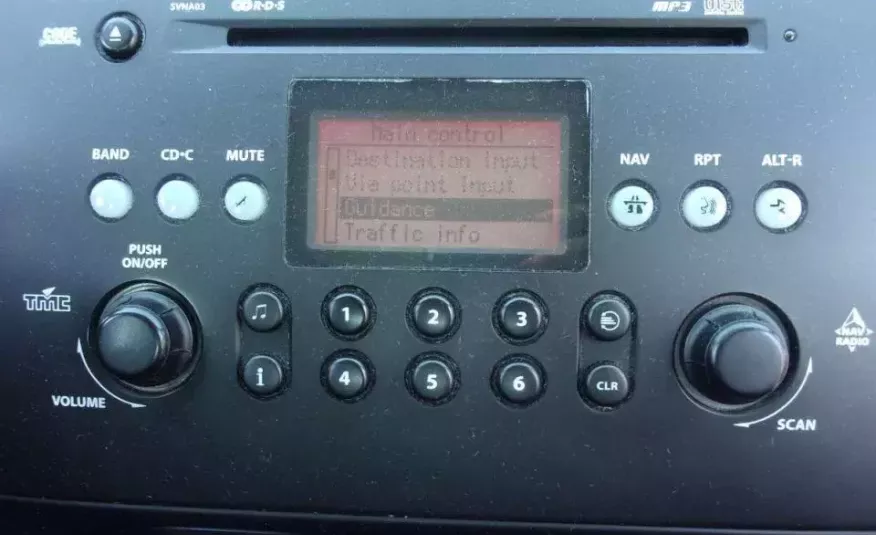 SVNA03
R·D·S
MP3
DISC
CODE
BAND
CD•C
MUTE
Main control
Destination input
Via point input
Guidance
Traffic info
NAV
RPT
ALT-R
PUSH
ON/OFF
TMC
1
2
3
i
4
5
6
CLR
NAV
RADIO
VOLUME
SCAN